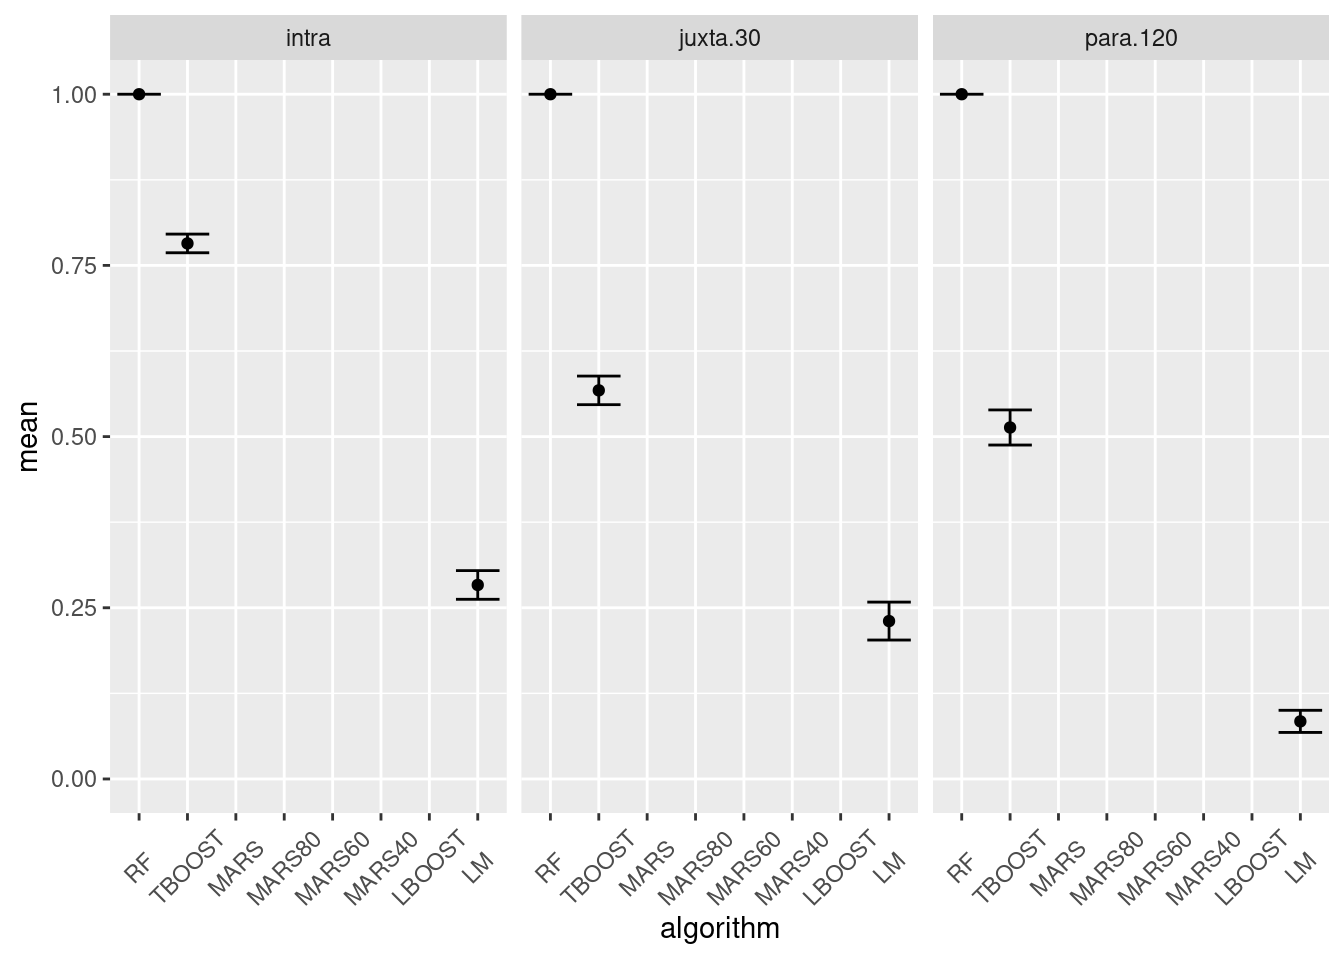 intra juxta.30 para.120
1.00
0.75
0.50
0.25
0.00
mean
RF TBOOST MARS MARS80 MARS60 MARS40 LBOOST LM RF TBOOST MARS MARS80 MARS60 MARS40 LBOOST LM RF TBOOST MARS MARS80 MARS60 MARS40 LBOOST LM
algorithm